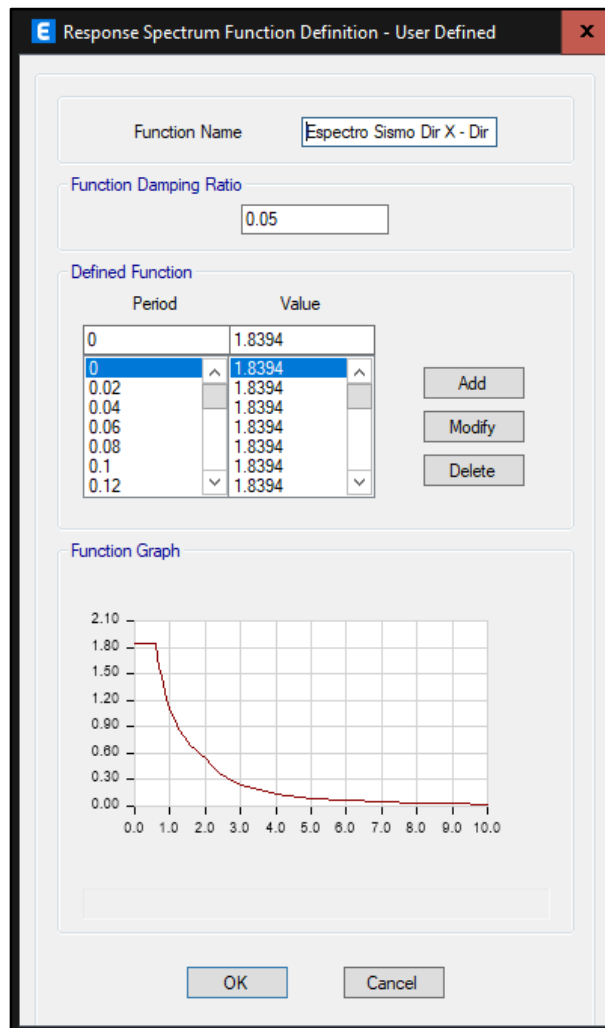 E Response Spectrum Function Definition - User Defined X
Function Name Espectro Sismo Dir X - Dir
Function Damping Ratio
0.05
Defined Function
Period Value
0 1.8394
0 1.8394
0.02 1.8394
0.04 1.8394
0.06 1.8394
0.08 1.8394
0.1 1.8394
0.12 1.8394
Add
Modify
Delete
Function Graph
2.10
1.80
1.50
1.20
0.90
0.60
0.30
0.00
0.0 1.0 2.0 3.0 4.0 5.0 6.0 7.0 8.0 9.0 10.0
OK Cancel